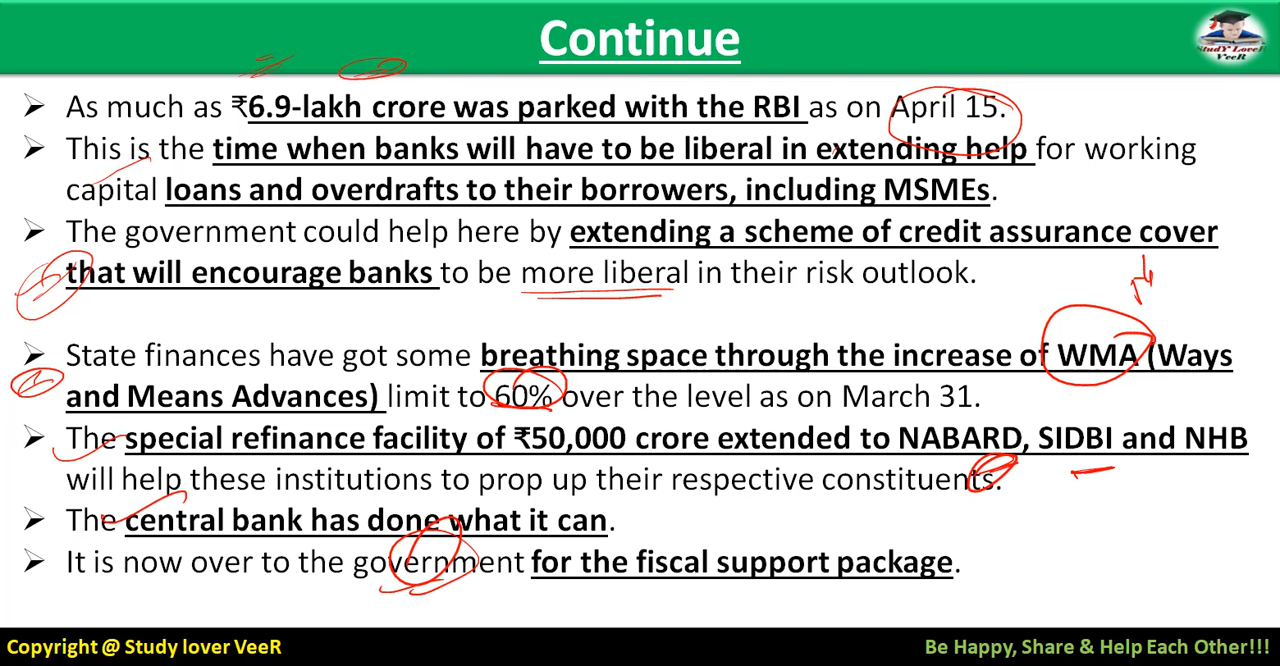 Continue
StudY LoveR
VeeR
➢ As much as ₹6.9-lakh crore was parked with the RBI as on April 15.
➢ This is the time when banks will have to be liberal in extending help for working
capital loans and overdrafts to their borrowers, including MSMEs.
➢ The government could help here by extending a scheme of credit assurance cover
that will encourage banks to be more liberal in their risk outlook.
➢ State finances have got some breathing space through the increase of WMA (Ways
and Means Advances) limit to 60% over the level as on March 31.
➢ The special refinance facility of ₹50,000 crore extended to NABARD, SIDBI and NHB
will help these institutions to prop up their respective constituents.
➢ The central bank has done what it can.
➢ It is now over to the government for the fiscal support package.
Copyright @ Study lover VeeR
Be Happy, Share & Help Each Other!!!